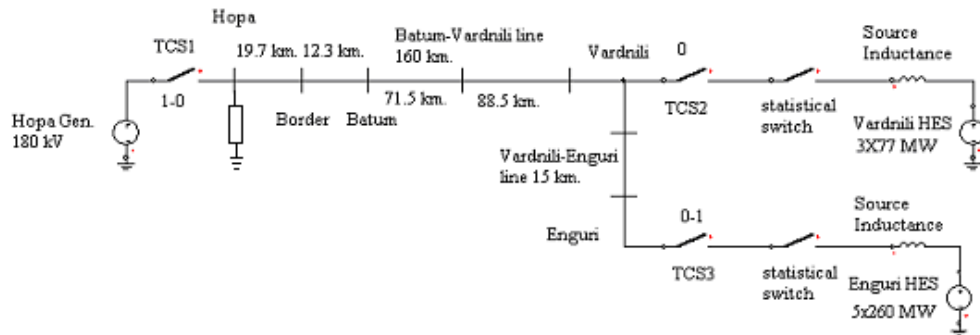 Hopa
TCS1
19.7 km. 12.3 km.
Batum-Vardnili line
160 km.
Vardnili
0
Source
Inductance
1-0
71.5 km.
88.5 km.
TCS2
statistical
switch
Hopa Gen.
180 kV
Border
Batum
Vardnili HES
3X77 MW
Vardnili-Enguri
line 15 km.
Source
Inductance
0-1
Enguri
TCS3
statistical
switch
Enguri HES
5x260 MW